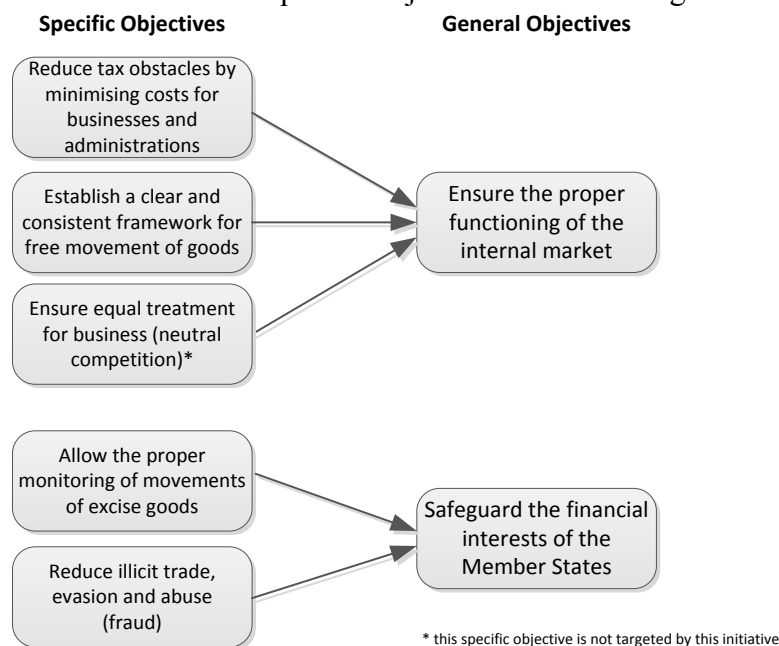 Specific Objectives
General Objectives
Reduce tax obstacles by
minimising costs for
businesses and
administrations
Establish a clear and
consistent framework for
free movement of goods
Ensure equal treatment
for business (neutral
competition)*
Ensure the proper
functioning of the
internal market
Allow the proper
monitoring of movements
of excise goods
Reduce illicit trade,
evasion and abuse
(fraud)
Safeguard the financial
interests of the
Member States
* this specific objective is not targeted by this initiative